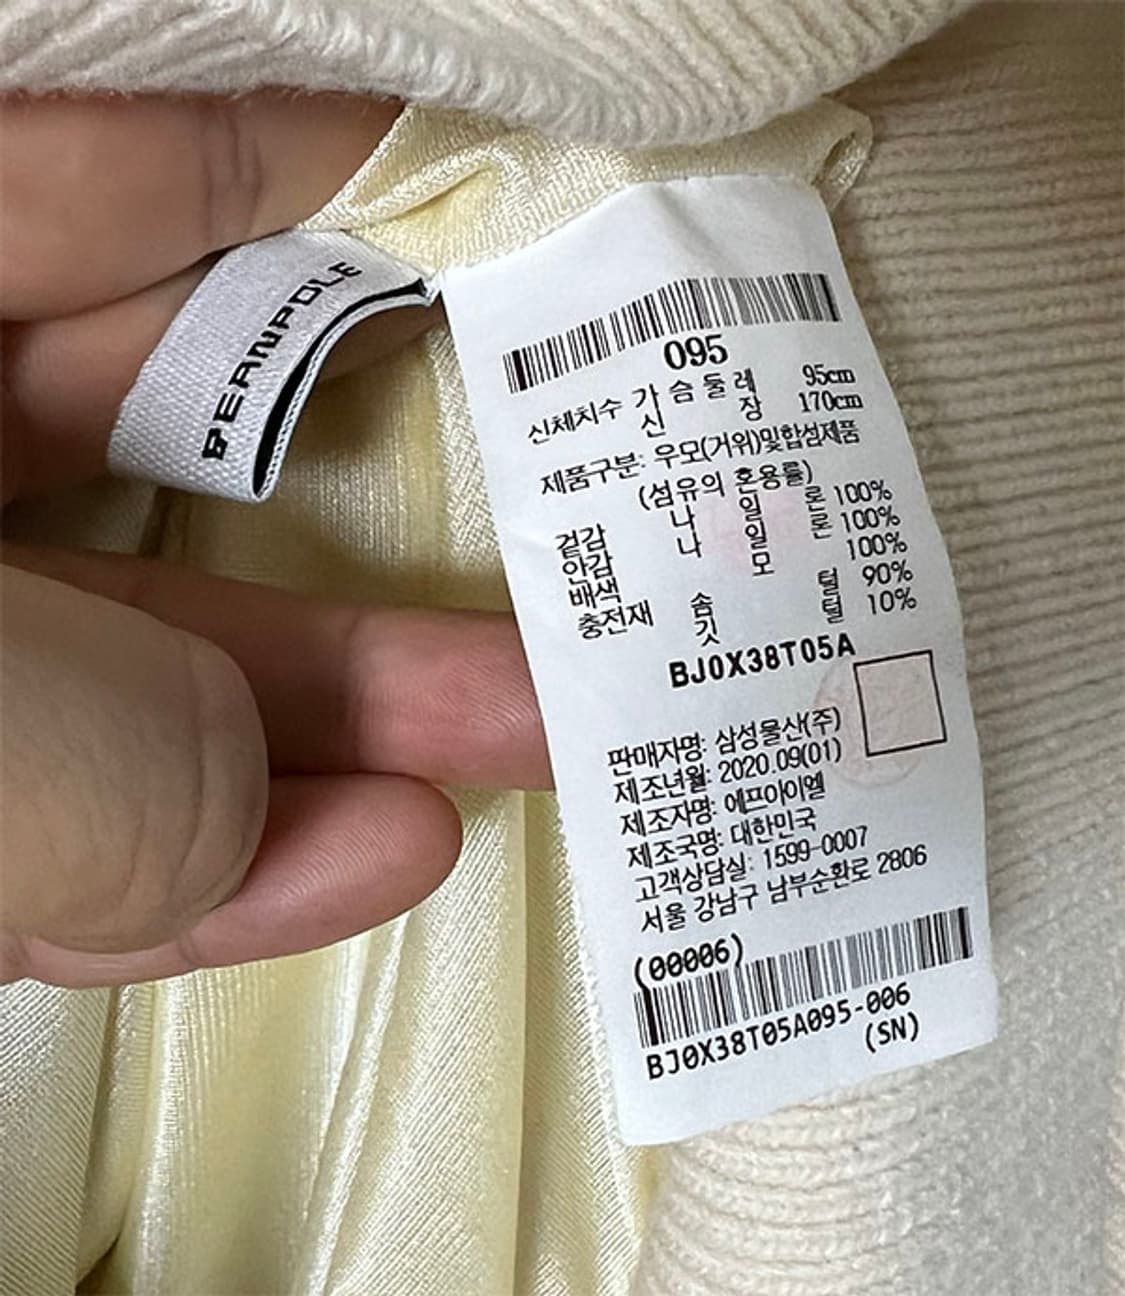 BEANPOLE
095
신체치수 가슴둘레 95cm
신장 170cm
제품구분: 우모(거위)및합성제품
(섬유의 혼용률)
겉감 나일론 100%
안감 나일론 100%
배색 모 100%
충전재 솜털 90%
깃털 10%
BJ0X38T05A
판매자명: 삼성물산(주)
제조년월: 2020.09(01)
제조자명: 에프아이엘
제조국명: 대한민국
고객상담실: 1599-0007
서울 강남구 남부순환로 2806
(00006)
BJ0X38T05A095-006
(SN)